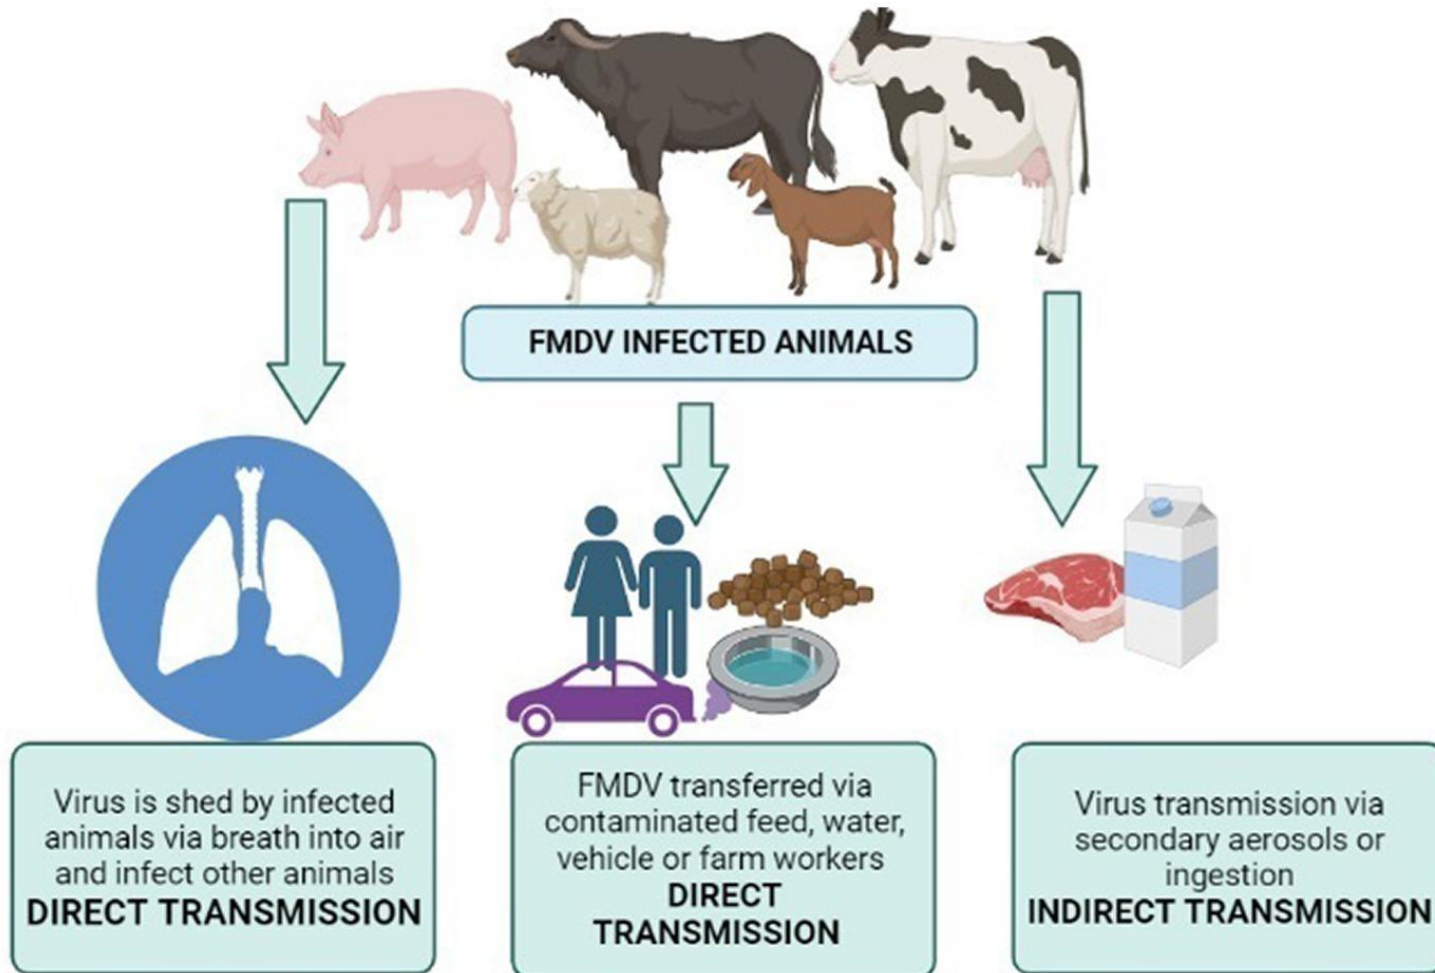 FMDV INFECTED ANIMALS
Virus is shed by infected
animals via breath into air
and infect other animals
DIRECT TRANSMISSION
FMDV transferred via
contaminated feed, water,
vehicle or farm workers
DIRECT
TRANSMISSION
Virus transmission via
secondary aerosols or
ingestion
INDIRECT TRANSMISSION